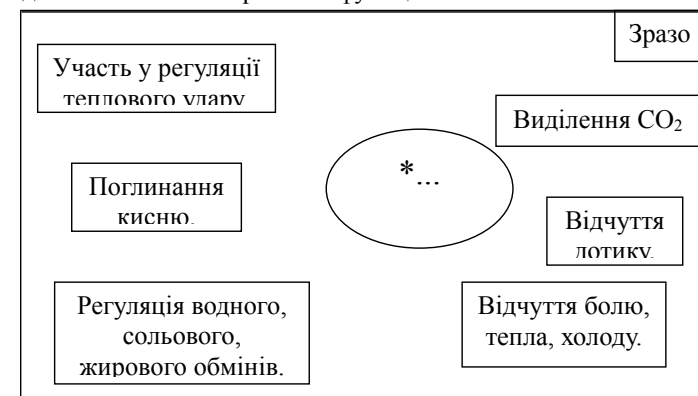 Зразо
Участь у регуляції
теплового удару
Виділення CO₂
*...
Поглинання
кисню.
Відчуття
дотику.
Регуляція водного,
сольового,
жирового обмінів.
Відчуття болю,
тепла, холоду.